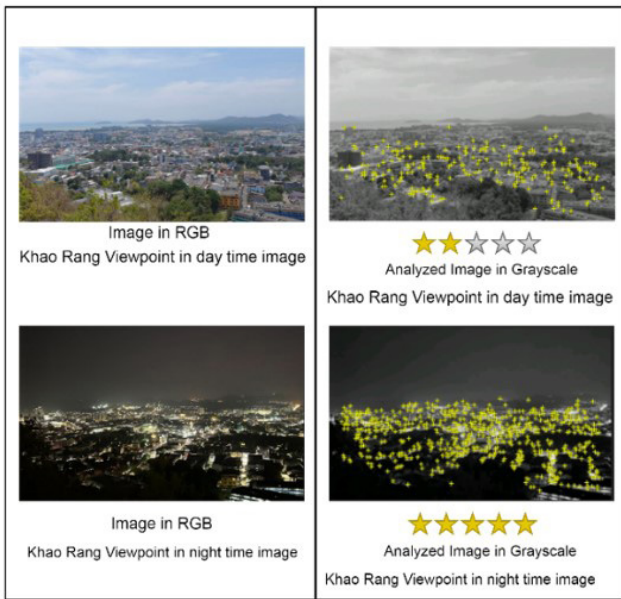 Image in RGB
Khao Rang Viewpoint in day time image
Analyzed Image in Grayscale
Khao Rang Viewpoint in day time image
Image in RGB
Khao Rang Viewpoint in night time image
Analyzed Image in Grayscale
Khao Rang Viewpoint in night time image